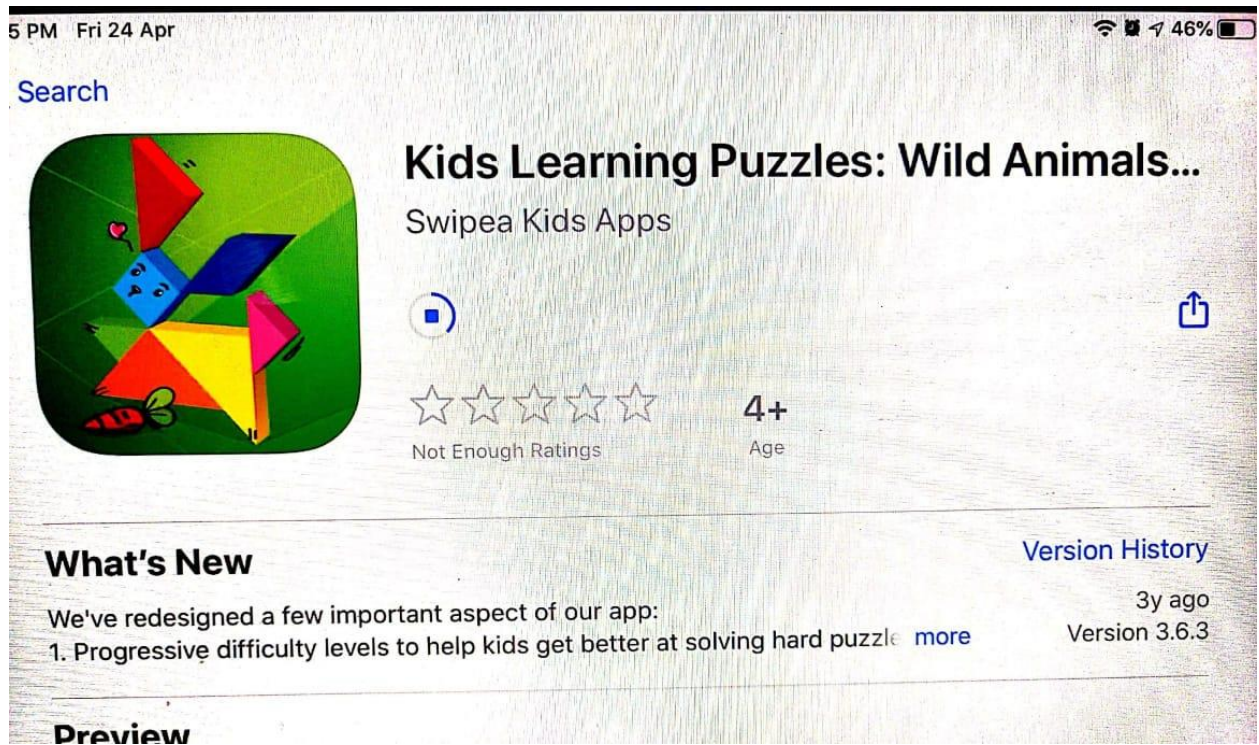 5 PM Fri 24 Apr
46%
Search
Kids Learning Puzzles: Wild Animals...
Swipea Kids Apps
4+
Not Enough Ratings
Age
What's New
Version History
We've redesigned a few important aspect of our app:
3y ago
1. Progressive difficulty levels to help kids get better at solving hard puzzle more
Version 3.6.3
Preview